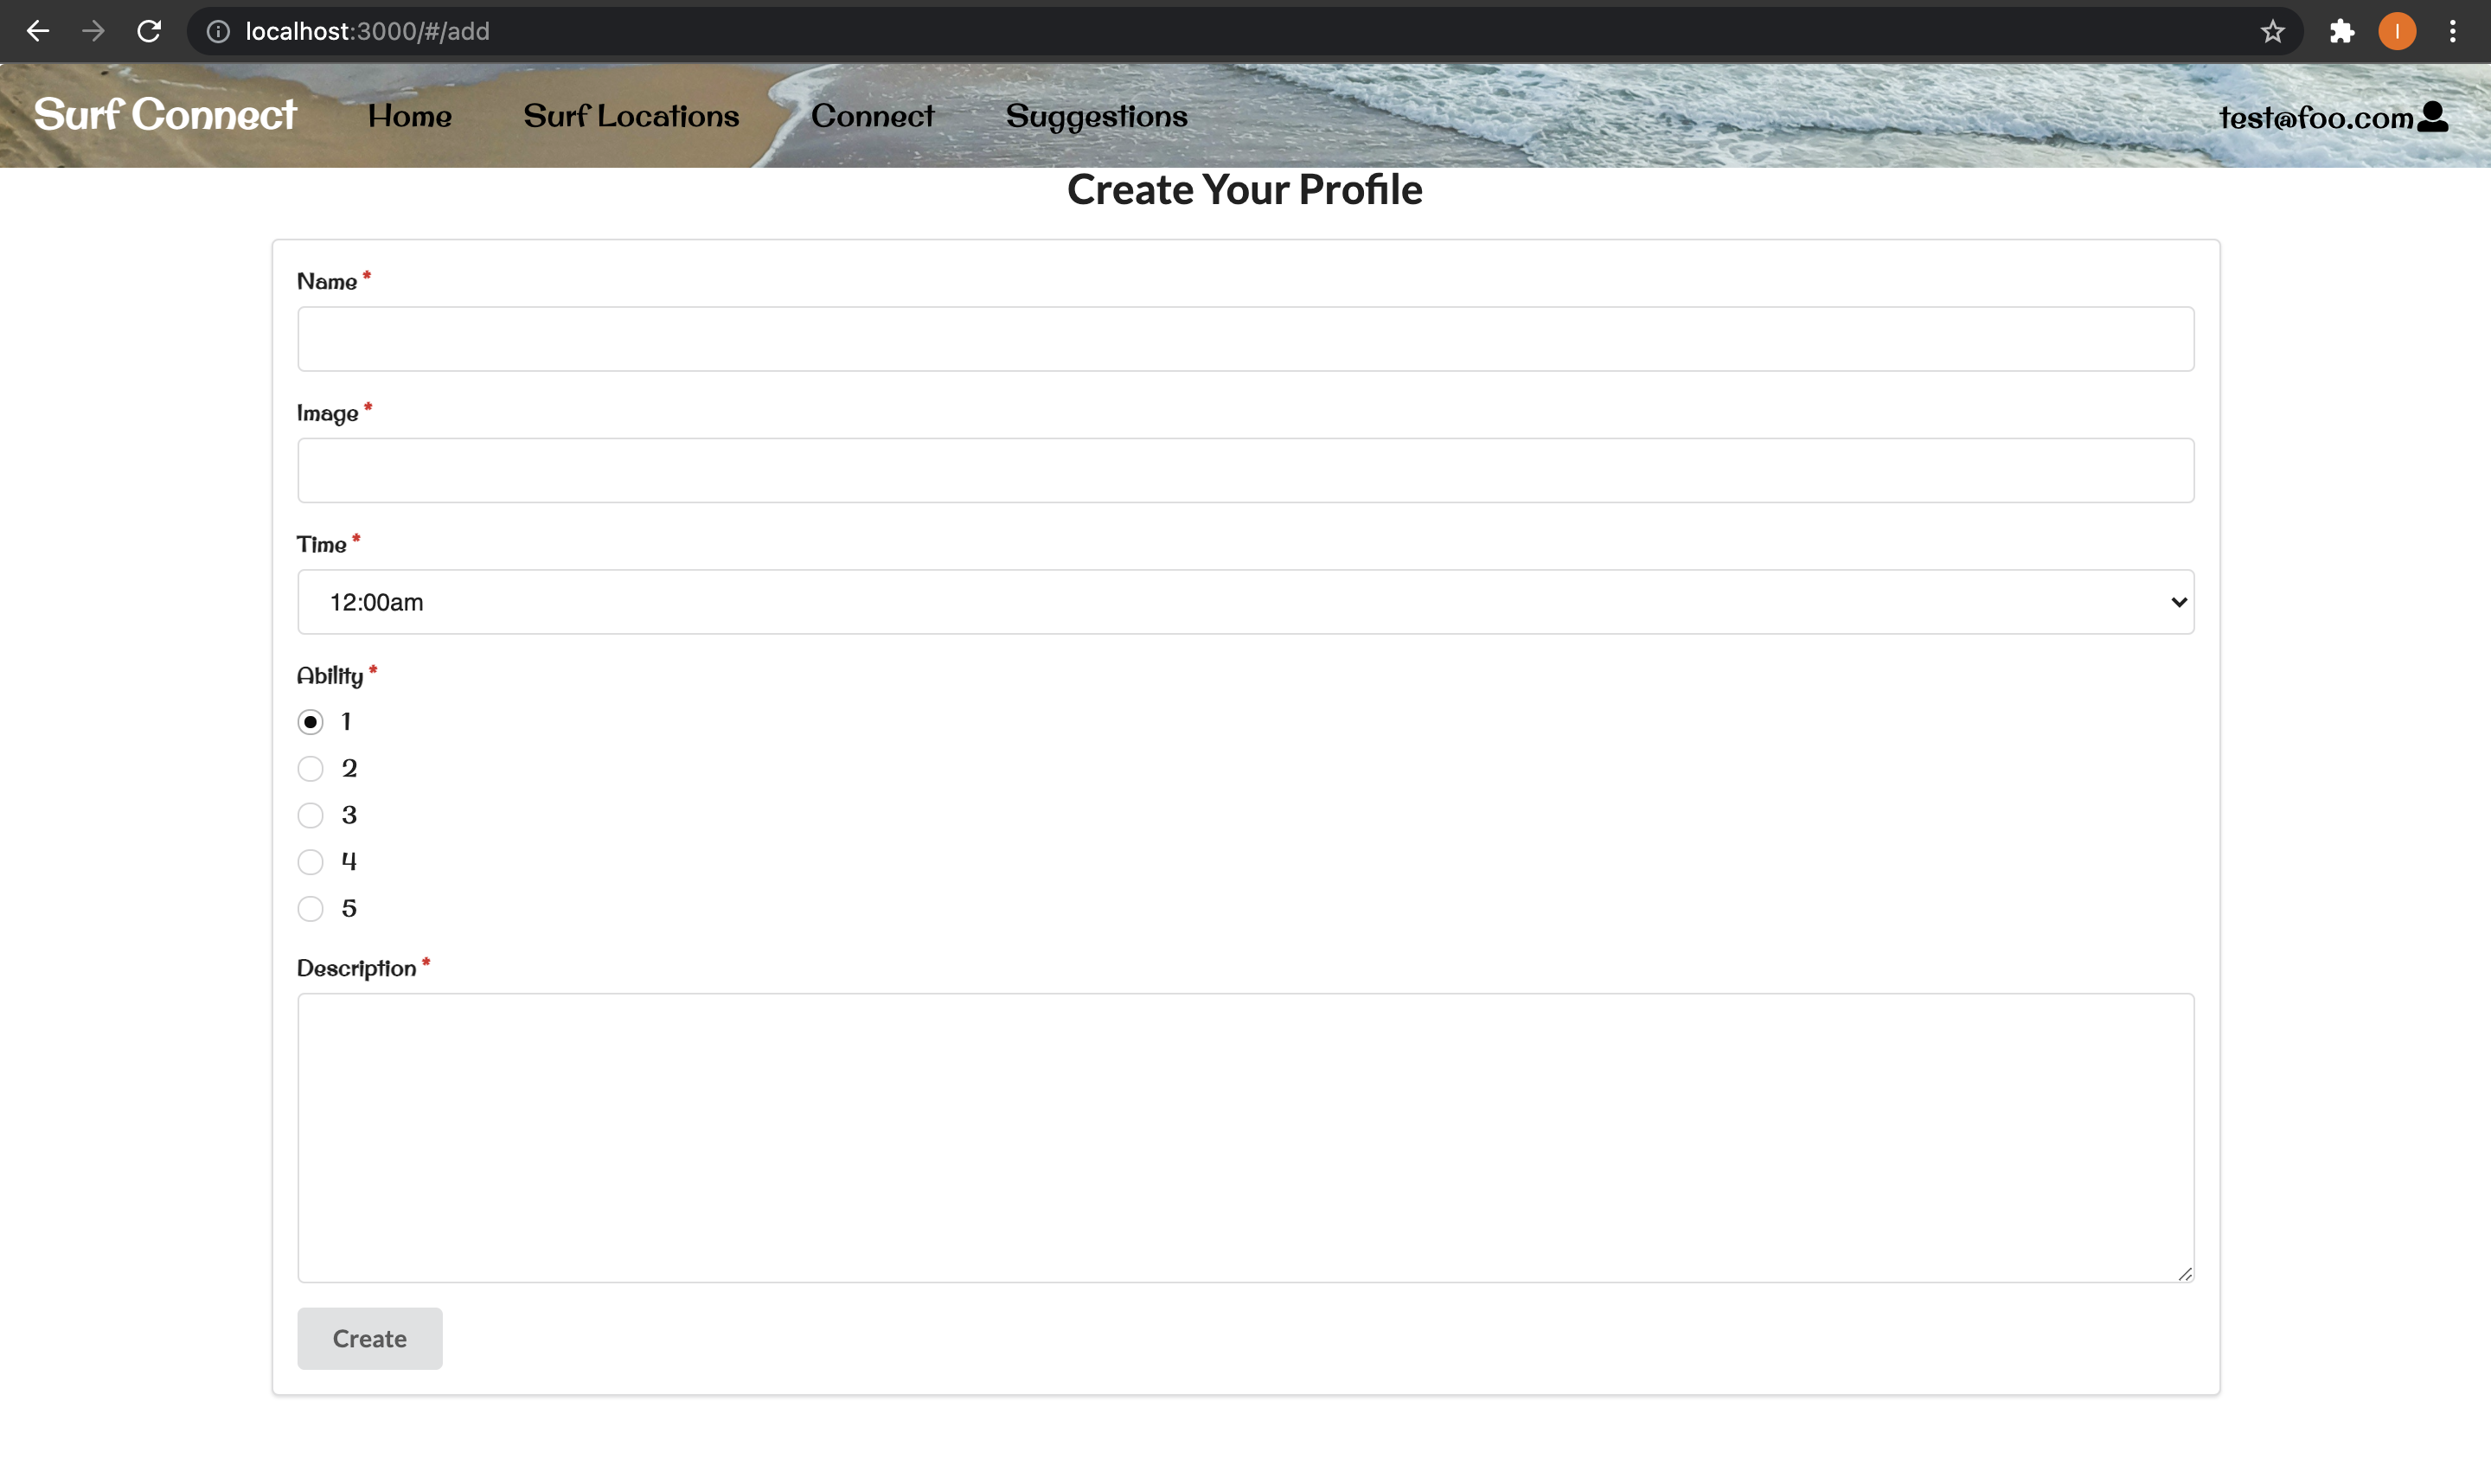 localhost:3000/#/add
I
Surf Connect Home Surf Locations Connect Suggestions test@foo.com
Create Your Profile
Name *
Image *
Time *
12:00am
Ability *
1
2
3
4
5
Description *
Create